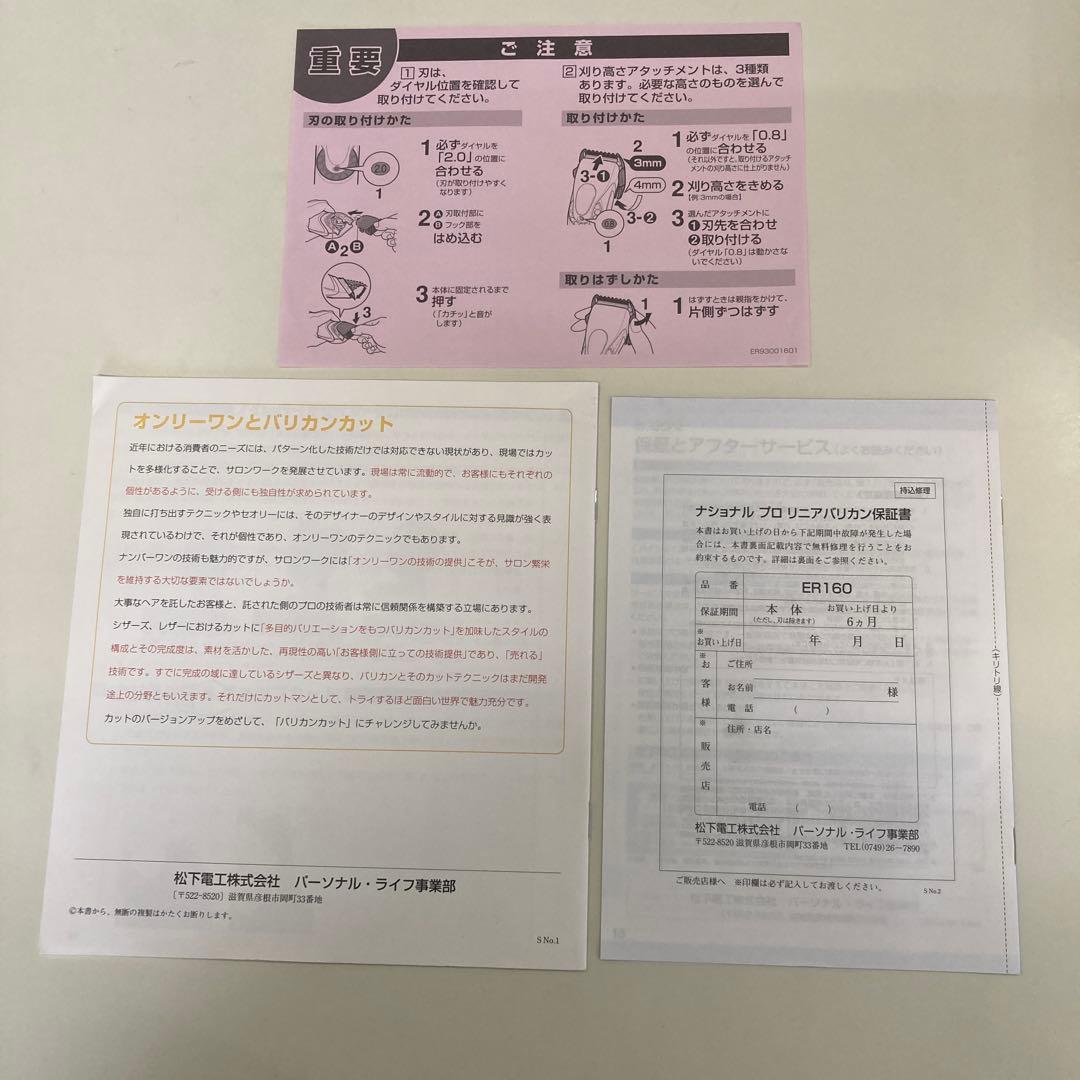 重要
ご注意
1 刃は、
ダイヤル位置を確認して
取り付けてください。
刃の取り付けかた
2.0
1
1 必ずダイヤルを
「2.0」の位置に
合わせる
(刃が取り付けやすく
なります)
A 2 B
2 A 刃取付部に
B フック部を
はめ込む
3
3 本体に固定されるまで
押す
(「カチッ」と音が
します)
2 刈り高さアタッチメントは、3種類
あります。必要な高さのものを選んで
取り付けてください。
取り付けかた
2
3mm
3-1
4mm
3-2
0.8
1
1 必ずダイヤルを「0.8」
の位置に合わせる
(それ以外ですと、取り付けるアタッチ
メントの刈り高さに仕上がりません)
2 刈り高さをきめる
【例:3mmの場合】
3 選んだアタッチメントに
1 刃先を合わせ
2 取り付ける
(ダイヤル「0.8」は動かさな
いでください)
取りはずしかた
1
1 はずすときは親指をかけて、
片側ずつはずす
ER93001601
オンリーワンとバリカンカット
近年における消費者のニーズには、パターン化した技術だけでは対応できない現状があり、現場ではカッ
トを多様化することで、サロンワークを発展させています。現場は常に流動的で、お客様にもそれぞれの
個性があるように、受ける側にも独自性が求められています。
独自に打ち出すテクニックやセオリーには、そのデザイナーのデザインやスタイルに対する見識が強く表
現されているわけで、それが個性であり、オンリーワンのテクニックでもあります。
ナンバーワンの技術も魅力的ですが、サロンワークには「オンリーワンの技術の提供」こそが、サロン繁栄
を維持する大切な要素ではないでしょうか。
大事なヘアを託したお客様と、託された側のプロの技術者は常に信頼関係を構築する立場にあります。
シザーズ、レザーにおけるカットに「多目的バリエーションをもつバリカンカット」を加味したスタイルの
構成とその完成度は、素材を活かした、再現性の高い「お客様側に立っての技術提供」であり、「売れる」
技術です。すでに完成の域に達しているシザーズと異なり、バリカンとそのカットテクニックはまだ開発
途上の分野ともいえます。それだけにカットマンとして、トライするほど面白い世界で魅力充分です。
カットのバージョンアップをめざして、「バリカンカット」にチャレンジしてみませんか。
松下電工株式会社 パーソナル・ライフ事業部
〔〒522-8520〕滋賀県彦根市岡町33番地
©本書から、無断の複製はかたくお断りします。
S No.1
保証とアフターサービス(よくお読みください)
持込修理
ナショナル プロ リニアバリカン保証書
本書はお買い上げの日から下記期間中故障が発生した場
合には、本書裏面記載内容で無料修理を行うことをお
約束するものです。詳細は裏面をご参照ください。
品番 ER160
保証期間 本体 お買い上げ日より
(ただし、刃は除きます) 6ヵ月
※お買い上げ日 年 月 日
※お客様 ご住所
お名前 様
電話 ( )
※販売店 住所・店名
電話 ( )
松下電工株式会社 パーソナル・ライフ事業部
〒522-8520 滋賀県彦根市岡町33番地 TEL(0749)26-7890
ご販売店様へ ※印欄は必ず記入してお渡しください。
S No.2
(キリトリ線)